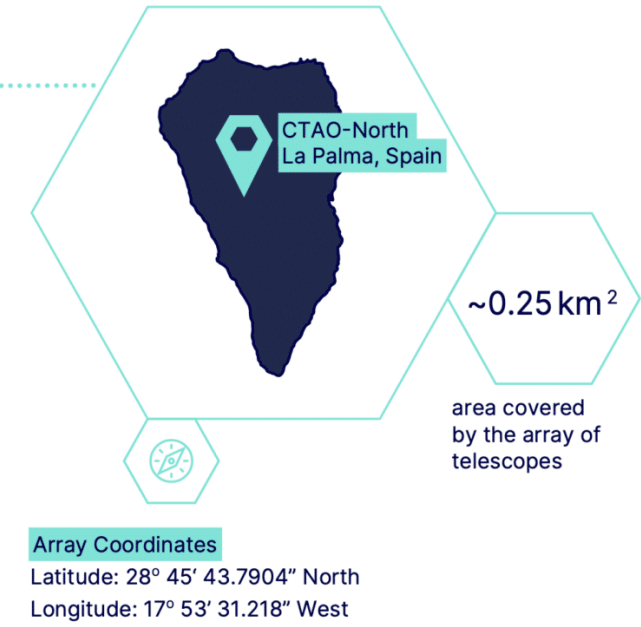 CTAO-North
La Palma, Spain
~0.25 km²
area covered
by the array of
telescopes
Array Coordinates
Latitude: 28º 45’ 43.7904” North
Longitude: 17º 53’ 31.218” West